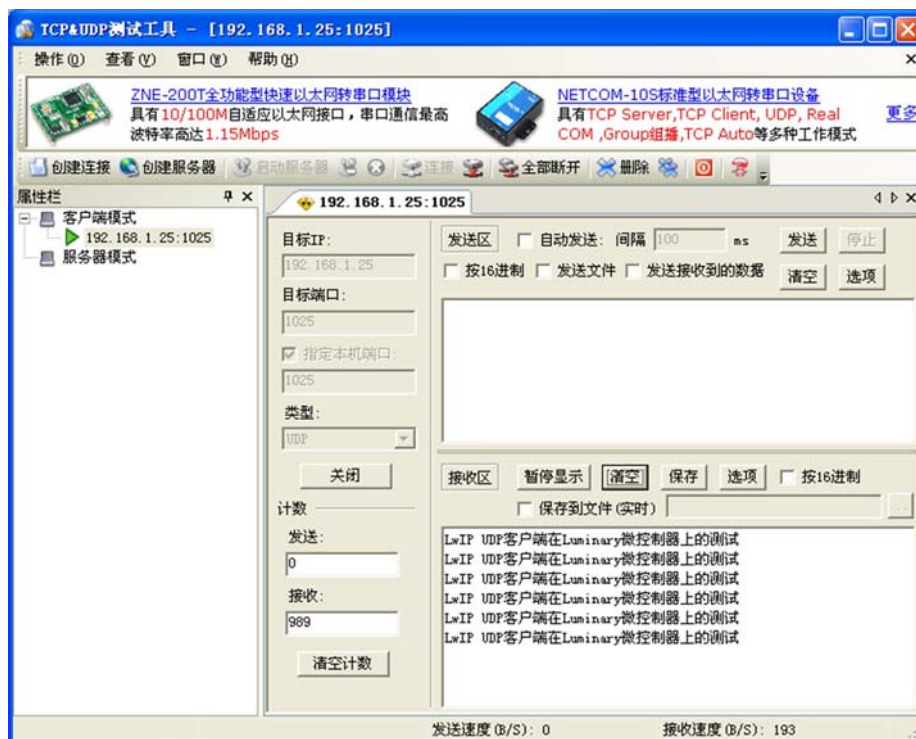 TCP&UDP测试工具 - [192.168.1.25:1025]
操作(O) 查看(V) 窗口(W) 帮助(H)
ZNE-200T全功能型快速以太网转串口模块
具有10/100M自适应以太网接口，串口通信最高
波特率高达1.15Mbps
NETCOM-10S标准型以太网转串口设备
具有TCP Server,TCP Client, UDP, Real
COM ,Group组播,TCP Auto等多种工作模式
更多
创建连接 创建服务器 启动服务器 连接 全部断开 删除
属性栏
客户端模式
192.168.1.25:1025
服务器模式
192.168.1.25:1025
目标IP:
192.168.1.25
目标端口:
1025
指定本机端口:
1025
类型:
UDP
关闭
计数
发送:
0
接收:
989
清空计数
发送区 自动发送: 间隔 100 ms 发送 停止
按16进制 发送文件 发送接收到的数据 清空 选项
接收区 暂停显示 清空 保存 选项 按16进制
保存到文件(实时) ...
LwIP UDP客户端在Luminary微控制器上的测试
LwIP UDP客户端在Luminary微控制器上的测试
LwIP UDP客户端在Luminary微控制器上的测试
LwIP UDP客户端在Luminary微控制器上的测试
LwIP UDP客户端在Luminary微控制器上的测试
LwIP UDP客户端在Luminary微控制器上的测试
发送速度(B/S): 0 接收速度(B/S): 193